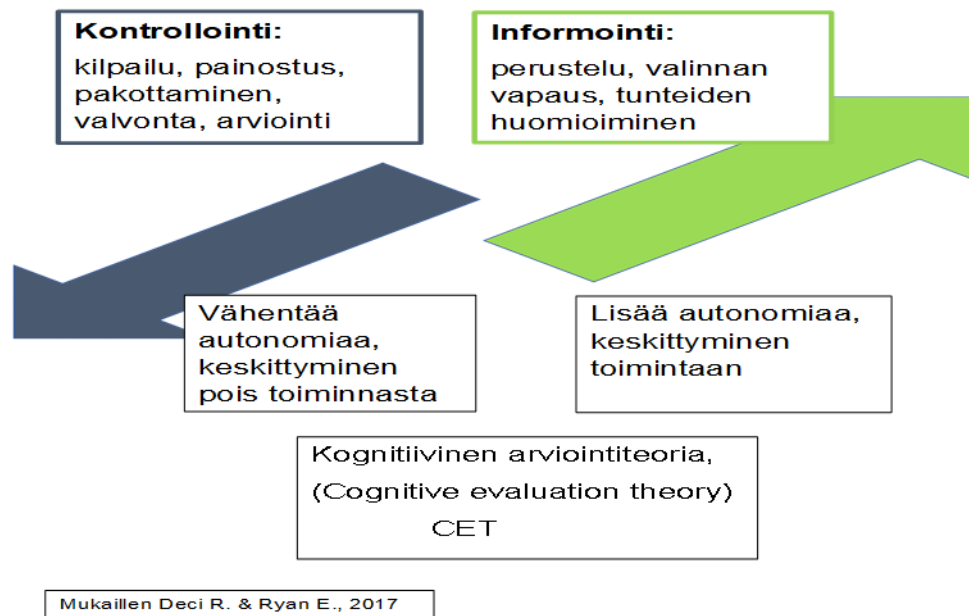 Kontrollointi:
kilpailu, painostus,
pakottaminen,
valvonta, arviointi
Informointi:
perustelu, valinnan
vapaus, tunteiden
huomioiminen
Vähentää
autonomiaa,
keskittyminen
pois toiminnasta
Lisää autonomiaa,
keskittyminen
toimintaan
Kognitiivinen arviointiteoria,
(Cognitive evaluation theory)
CET
Mukaillen Deci R. & Ryan E., 2017